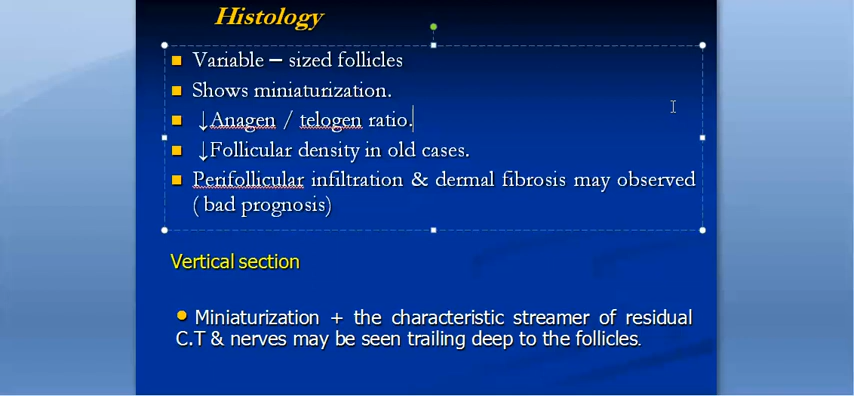 Histology
Variable – sized follicles
Shows miniaturization.
↓Anagen / telogen ratio.
↓Follicular density in old cases.
Perifollicular infiltration & dermal fibrosis may observed
( bad prognosis)
Vertical section
Miniaturization + the characteristic streamer of residual
C.T & nerves may be seen trailing deep to the follicles.